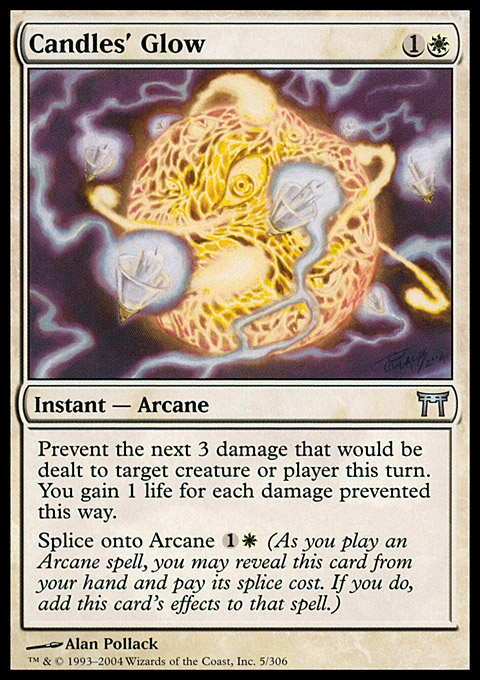 Candles' Glow 1
Instant — Arcane
Prevent the next 3 damage that would be
dealt to target creature or player this turn.
You gain 1 life for each damage prevented
this way.
Splice onto Arcane 1 (As you play an
Arcane spell, you may reveal this card from
your hand and pay its splice cost. If you do,
add this card's effects to that spell.)
Alan Pollack
™ & © 1993–2004 Wizards of the Coast, Inc. 5/306